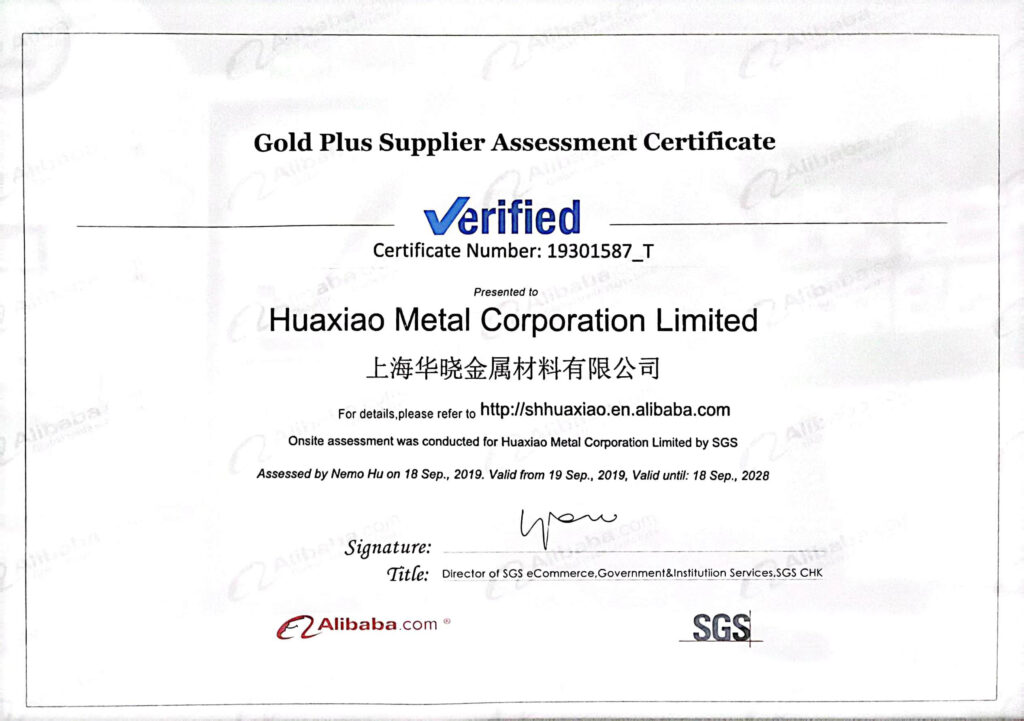 Gold Plus Supplier Assessment Certificate
Verified
Certificate Number: 19301587_T
Presented to
Huaxiao Metal Corporation Limited
上海华晓金属材料有限公司
For details,please refer to http://shhuaxiao.en.alibaba.com
Onsite assessment was conducted for Huaxiao Metal Corporation Limited by SGS
Assessed by Nemo Hu on 18 Sep., 2019. Valid from 19 Sep., 2019, Valid until: 18 Sep., 2028
Signature:
Title: Director of SGS eCommerce,Government&Institutiion Services,SGS CHK
Alibaba.com ®
SGS